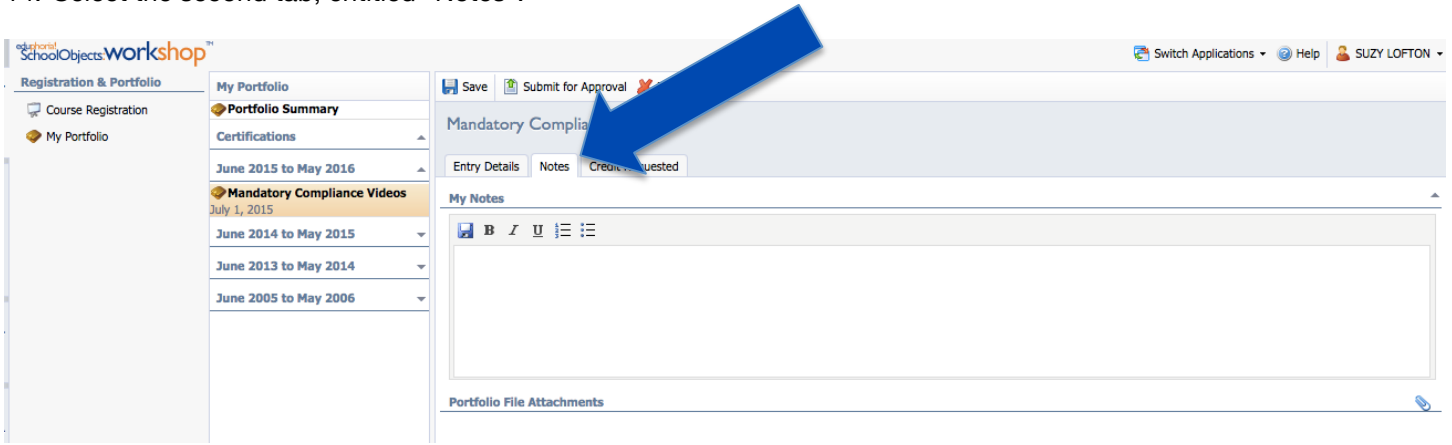 eduphoria!
SchoolObjects:workshop™
Switch Applications
Help
SUZY LOFTON
Registration & Portfolio
Course Registration
My Portfolio
My Portfolio
Portfolio Summary
Certifications
June 2015 to May 2016
Mandatory Compliance Videos
July 1, 2015
June 2014 to May 2015
June 2013 to May 2014
June 2005 to May 2006
Save Submit for Approval
Mandatory
Entry Details Notes
My Notes
B I U
Portfolio File Attachments